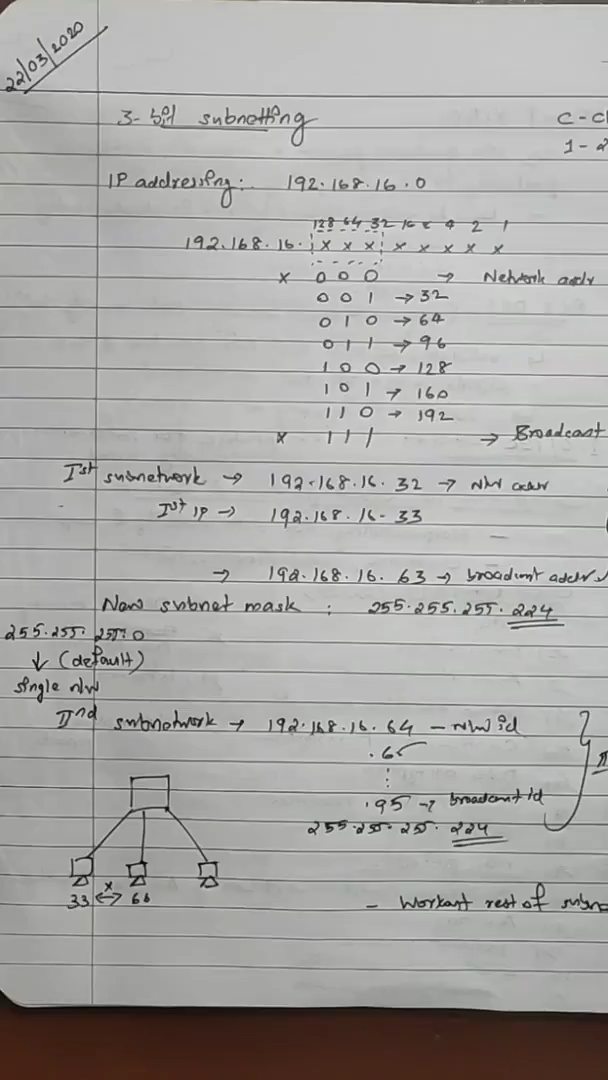 22/03/2020
3-bit subnetting
C-Cl
1-2
IP addressing: 192.168.16.0
128 64 32 16 8 4 2 1
192.168.16. x x x x x x x x
x 0 0 0 → Network addr
0 0 1 → 32
0 1 0 → 64
0 1 1 → 96
1 0 0 → 128
1 0 1 → 160
1 1 0 → 192
x 1 1 1 → Broadcast
Ist subnetwork → 192.168.16.32 → N/W addr
Ist IP → 192.168.16.33
→ 192.168.16.63 → broadcast addr
New subnet mask : 255.255.255.224
255.255.255.0
↓ (default)
single n/w
IInd subnetwork → 192.168.16.64 - N/W id
.65
.95 → broadcast id
255.255.255.224
33 x ↔ 66
- Workout rest of subn